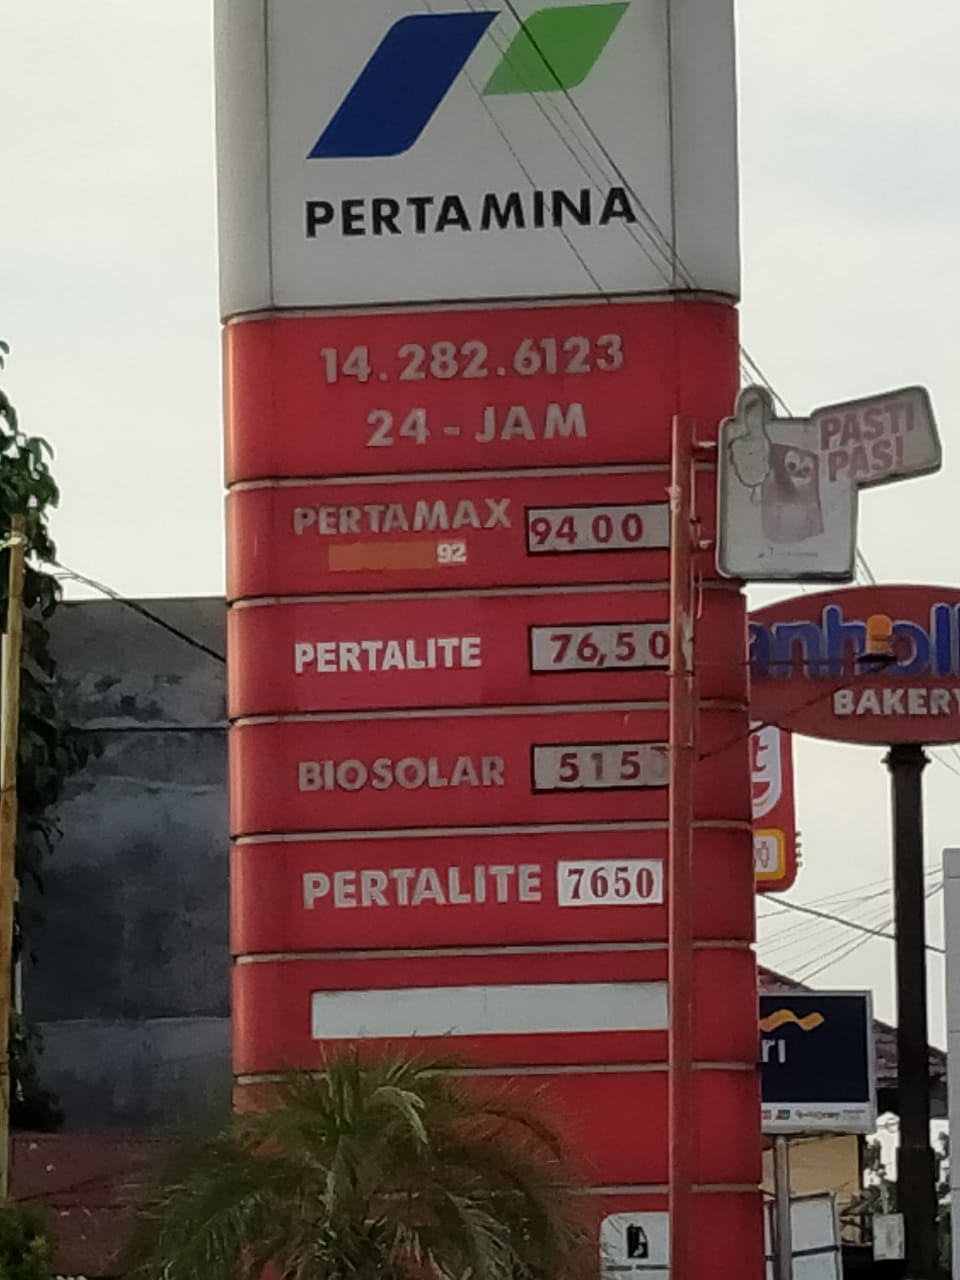 PERTAMINA
14.282.6123
24 - JAM
PERTAMAX 9400
92
PASTI
PAS!
PERTALITE 76,50
BIOSOLAR 515
BAKERY
PERTALITE 7650